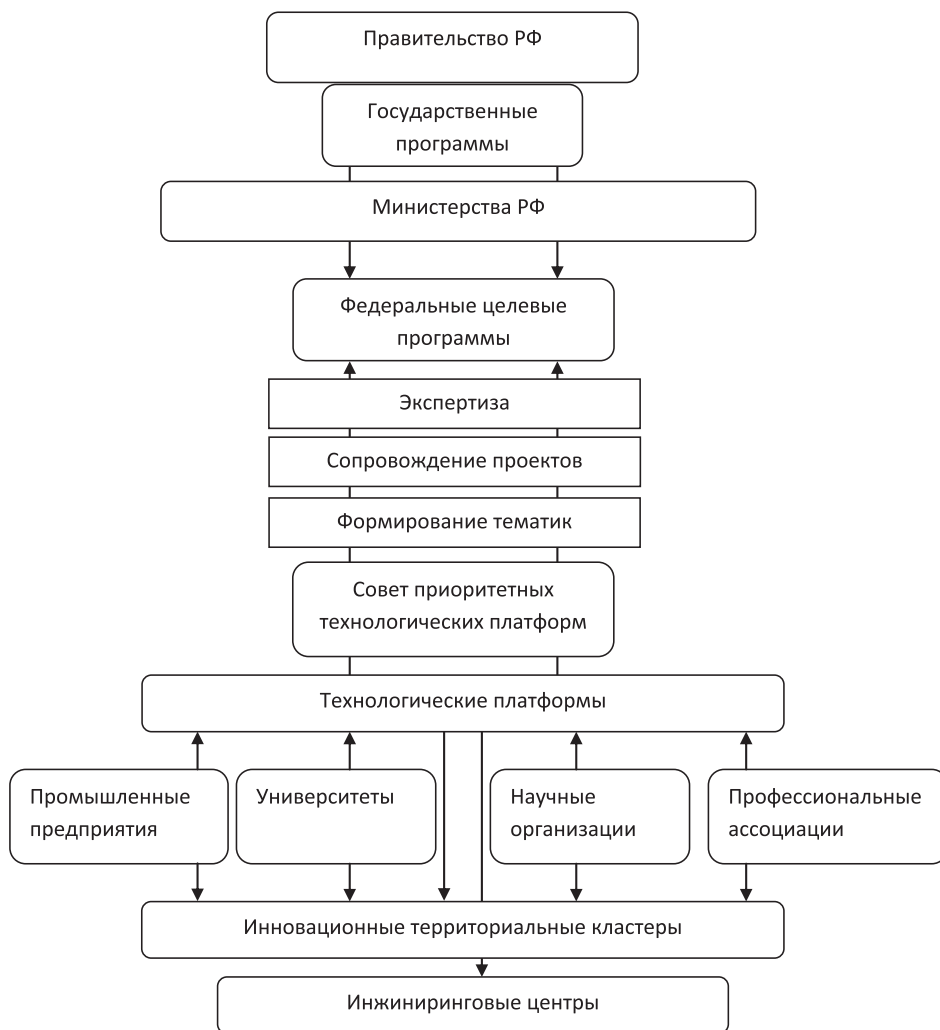 Правительство РФ
Государственные
программы
Министерства РФ
Федеральные целевые
программы
Экспертиза
Сопровождение проектов
Формирование тематик
Совет приоритетных
технологических платформ
Технологические платформы
Промышленные
предприятия
Университеты
Научные
организации
Профессиональные
ассоциации
Инновационные территориальные кластеры
Инжиниринговые центры